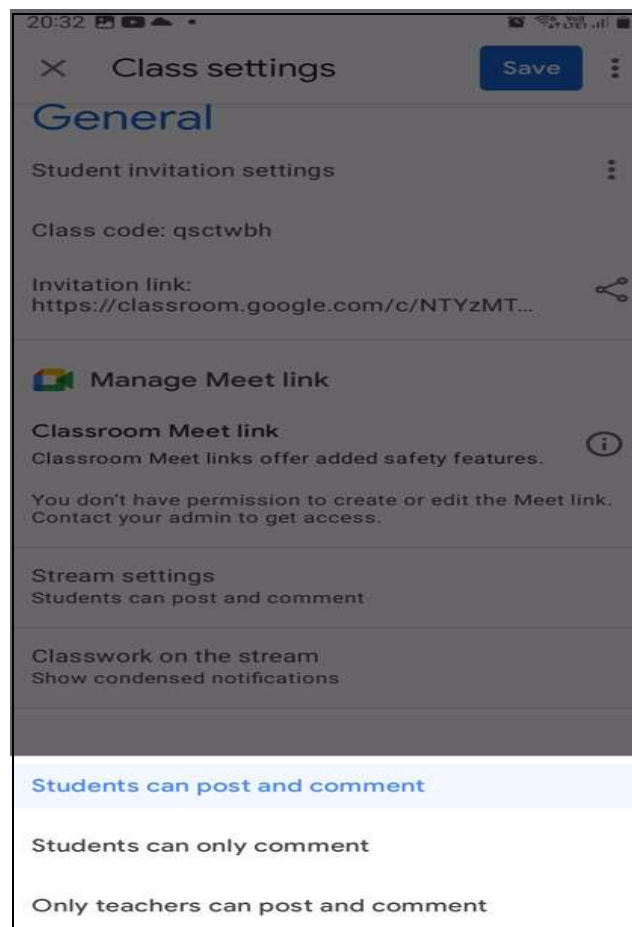 20:32
Class settings
Save
General
Student invitation settings
Class code: qsctwbh
Invitation link:
https://classroom.google.com/c/NTYzMT...
Manage Meet link
Classroom Meet link
Classroom Meet links offer added safety features.
You don't have permission to create or edit the Meet link.
Contact your admin to get access.
Stream settings
Students can post and comment
Classwork on the stream
Show condensed notifications
Students can post and comment
Students can only comment
Only teachers can post and comment